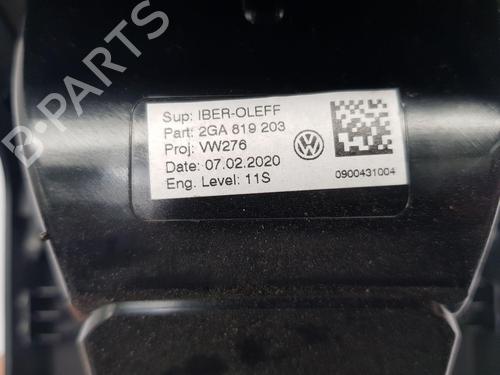 Sup: IBER-OLEFF
Part: 2GA 819 203
Proj: VW276
Date: 07.02.2020
Eng. Level: 11S
0900431004
B-PARTS